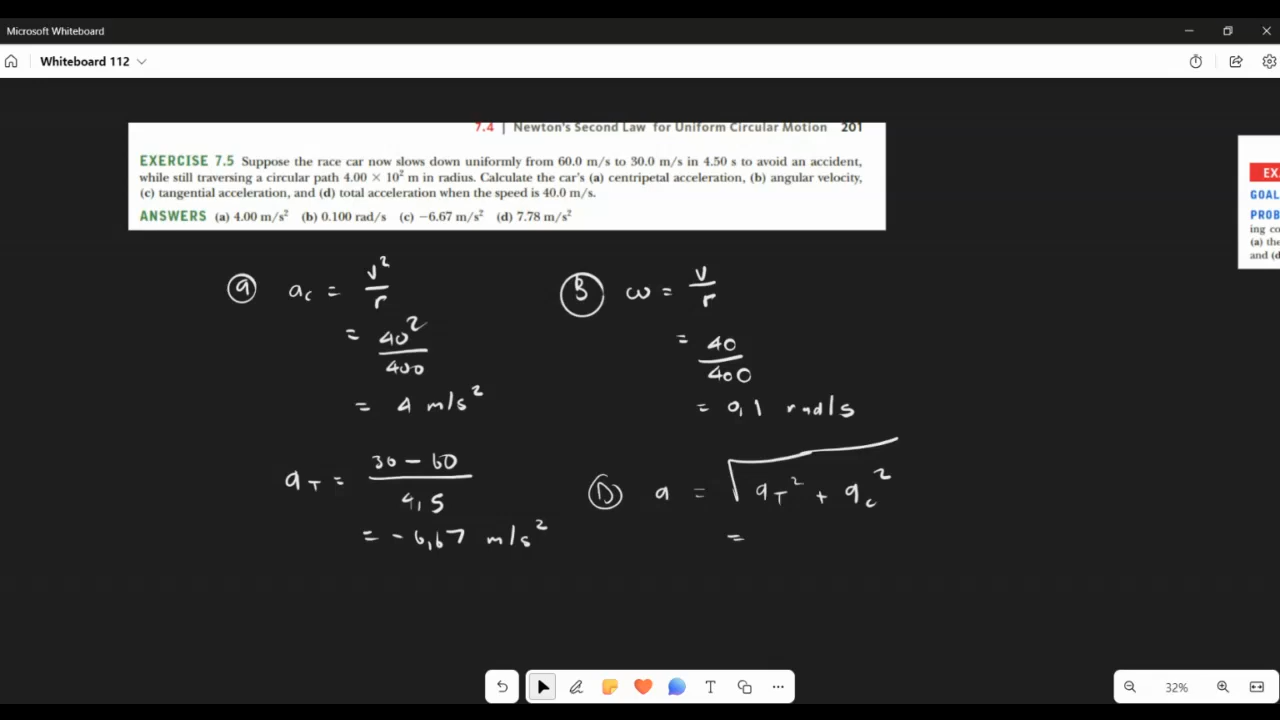 Microsoft Whiteboard
Whiteboard 112
7.4 | Newton's Second Law for Uniform Circular Motion 201
EXERCISE 7.5 Suppose the race car now slows down uniformly from 60.0 m/s to 30.0 m/s in 4.50 s to avoid an accident,
while still traversing a circular path 4.00 × 10² m in radius. Calculate the car's (a) centripetal acceleration, (b) angular velocity,
(c) tangential acceleration, and (d) total acceleration when the speed is 40.0 m/s.
ANSWERS (a) 4.00 m/s² (b) 0.100 rad/s (c) −6.67 m/s² (d) 7.78 m/s²
EX
GOAL
PROB
ing co
(a) the
and (d
a ac = v²/r
= 40²/400
= 4 m/s²
B ω = v/r
= 40/400
= 0,1 rad/s
aT = 30 − 60/4,5
= - 6,67 m/s²
D a = √aT² + ac²
=
T
32%